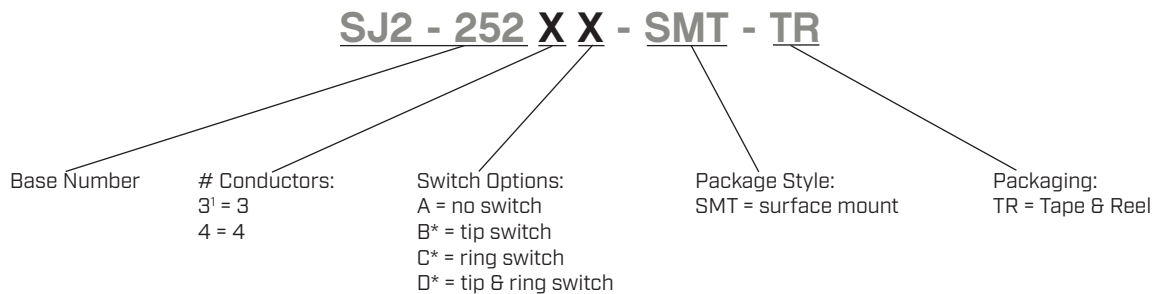 SJ2 - 252 X X - SMT - TR
Base Number
# Conductors:
3¹ = 3
4 = 4
Switch Options:
A = no switch
B* = tip switch
C* = ring switch
D* = tip & ring switch
Package Style:
SMT = surface mount
Packaging:
TR = Tape & Reel